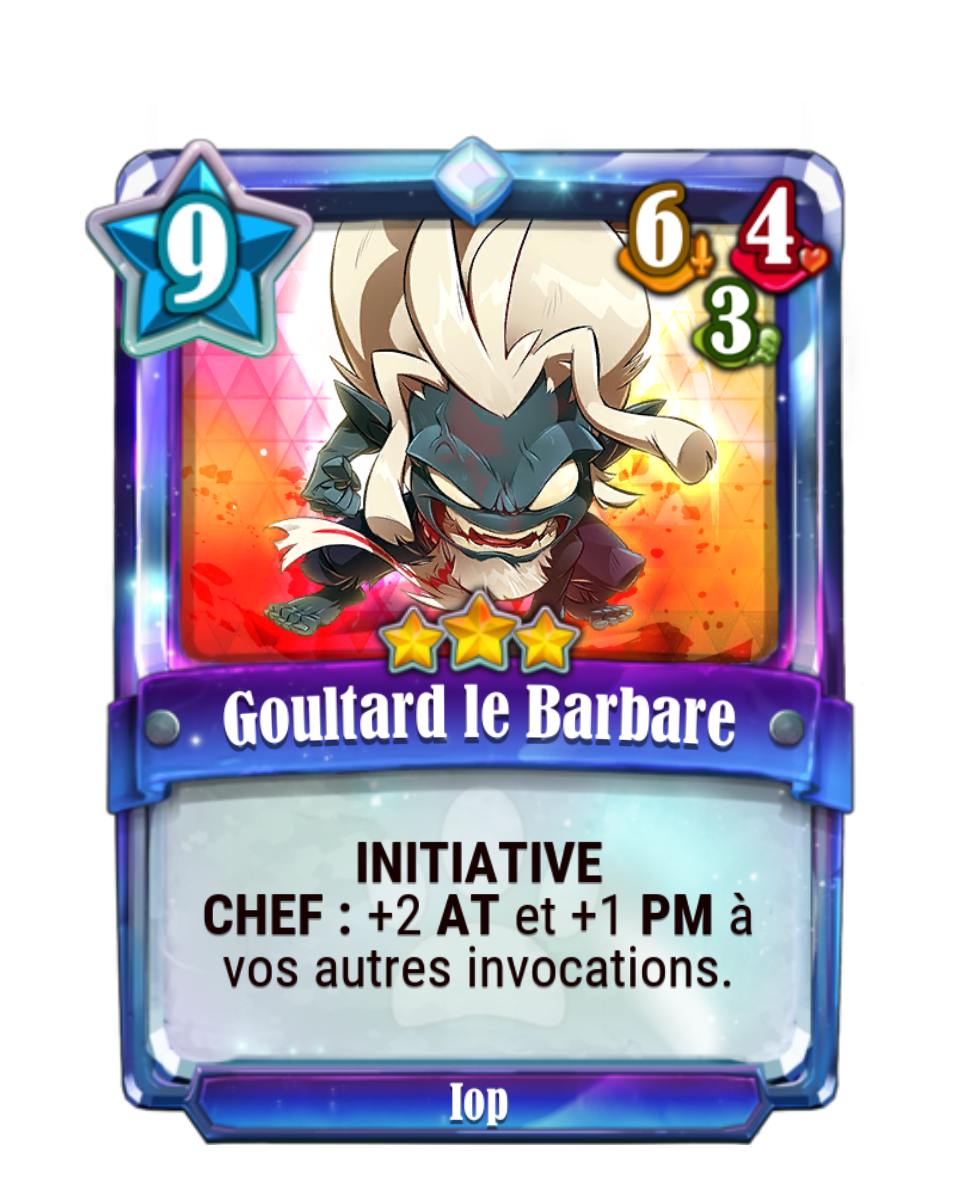 9
6
4
3
Goultard le Barbare
INITIATIVE
CHEF : +2 AT et +1 PM à
vos autres invocations.
Iop